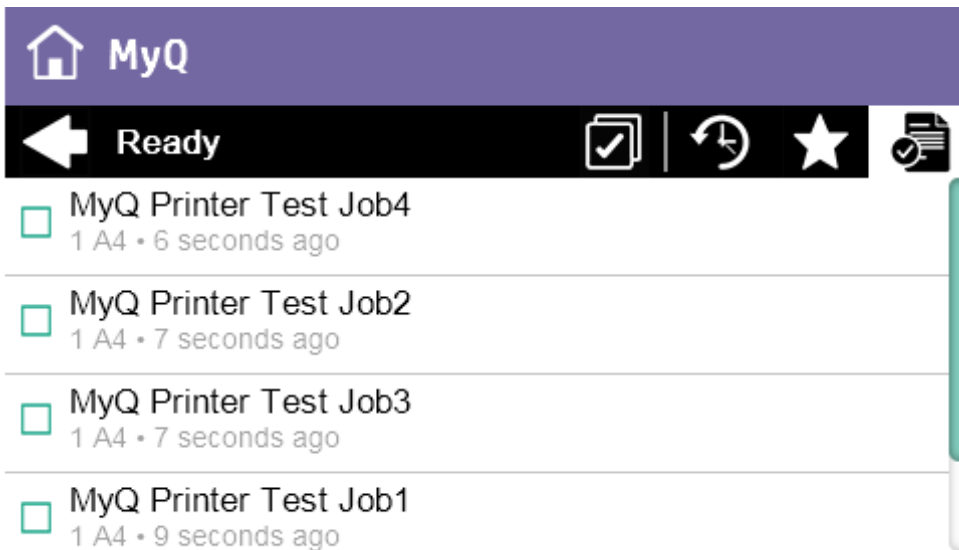 MyQ
Ready
MyQ Printer Test Job4
1 A4 • 6 seconds ago
MyQ Printer Test Job2
1 A4 • 7 seconds ago
MyQ Printer Test Job3
1 A4 • 7 seconds ago
MyQ Printer Test Job1
1 A4 • 9 seconds ago